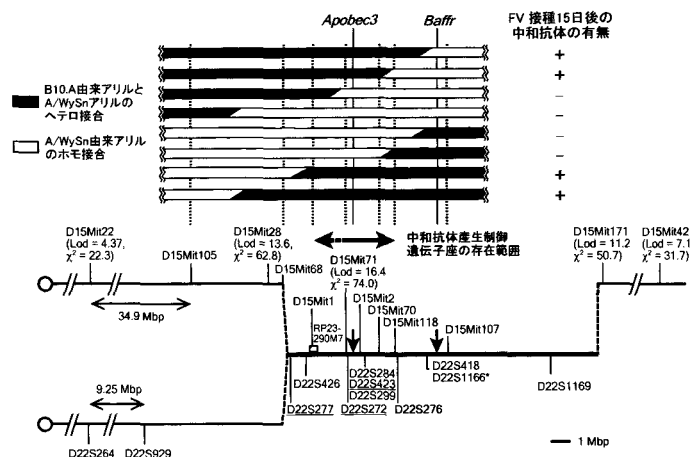 Apobec3
Baffr
FV 接種15日後の
中和抗体の有無
B10.A由来アリルと
A/WySnアリルの
ヘテロ接合
A/WySn由来アリル
のホモ接合
+
+
−
−
−
−
+
+
中和抗体産生制御
遺伝子座の存在範囲
D15Mit22
(Lod = 4.37,
χ² = 22.3)
D15Mit105
D15Mit28
(Lod = 13.6,
χ² = 62.8)
D15Mit68
D15Mit71
(Lod = 16.4
χ² = 74.0)
D15Mit171
(Lod = 11.2
χ² = 50.7)
D15Mit42
(Lod = 7.1
χ² = 31.7)
D15Mit1
D15Mit2
D15Mit70
D15Mit118
D15Mit107
RP23-
290M7
34.9 Mbp
D22S426
D22S284
D22S423
D22S299
D22S418
D22S1166*
D22S1169
D22S277
D22S272
D22S276
9.25 Mbp
D22S264
D22S929
1 Mbp